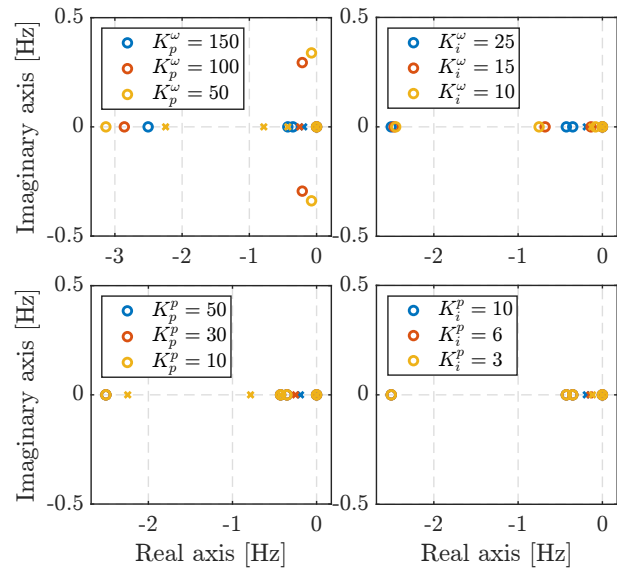 0.5
0
-0.5
Imaginary axis [Hz]
K_p^ω = 150
K_p^ω = 100
K_p^ω = 50
-3 -2 -1 0
0.5
0
-0.5
K_i^ω = 25
K_i^ω = 15
K_i^ω = 10
-2 -1 0
0.5
0
-0.5
Imaginary axis [Hz]
K_p^p = 50
K_p^p = 30
K_p^p = 10
-2 -1 0
Real axis [Hz]
0.5
0
-0.5
K_i^p = 10
K_i^p = 6
K_i^p = 3
-2 -1 0
Real axis [Hz]